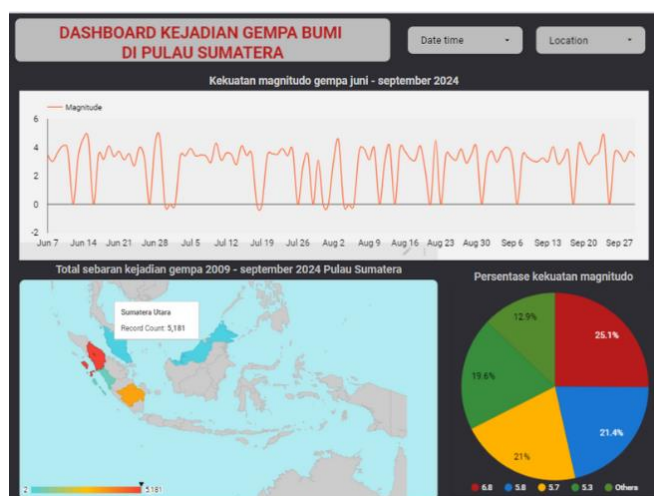 DASHBOARD KEJADIAN GEMPA BUMI
DI PULAU SUMATERA
Date time
Location
Kekuatan magnitudo gempa juni - september 2024
Magnitude
6
4
2
0
-2
Jun 7 Jun 14 Jun 21 Jun 28 Jul 5 Jul 12 Jul 19 Jul 26 Aug 2 Aug 9 Aug 16 Aug 23 Aug 30 Sep 6 Sep 13 Sep 20 Sep 27
Total sebaran kejadian gempa 2009 - september 2024 Pulau Sumatera
Sumatera Utara
Record Count: 5,181
2 5,181
Persentase kekuatan magnitudo
12.9%
25.1%
19.6%
21.4%
21%
6.8 5.8 5.7 5.3 Others